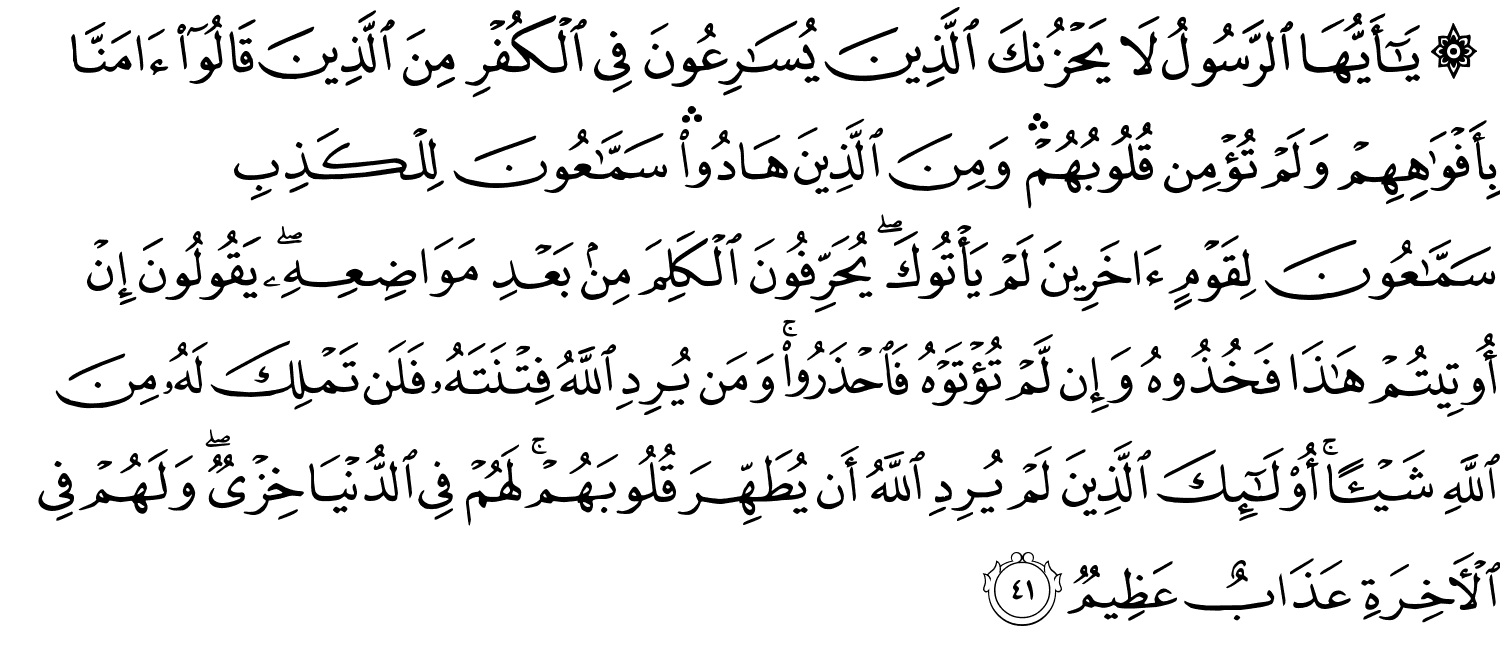 ۞ يَـٰٓأَيُّهَا ٱلرَّسُولُ لَا يَحْزُنكَ ٱلَّذِينَ يُسَـٰرِعُونَ فِى ٱلْكُفْرِ مِنَ ٱلَّذِينَ قَالُوٓا۟ ءَامَنَّا
بِأَفْوَٰهِهِمْ وَلَمْ تُؤْمِن قُلُوبُهُمْ ۛ وَمِنَ ٱلَّذِينَ هَادُوا۟ ۛ سَمَّـٰعُونَ لِلْكَذِبِ
سَمَّـٰعُونَ لِقَوْمٍ ءَاخَرِينَ لَمْ يَأْتُوكَ ۖ يُحَرِّفُونَ ٱلْكَلِمَ مِنۢ بَعْدِ مَوَاضِعِهِۦ ۖ يَقُولُونَ إِنْ
أُوتِيتُمْ هَـٰذَا فَخُذُوهُ وَإِن لَّمْ تُؤْتَوْهُ فَٱحْذَرُوا۟ ۚ وَمَن يُرِدِ ٱللَّهُ فِتْنَتَهُۥ فَلَن تَمْلِكَ لَهُۥ مِنَ
ٱللَّهِ شَيْـًٔا ۚ أُو۟لَـٰٓئِكَ ٱلَّذِينَ لَمْ يُرِدِ ٱللَّهُ أَن يُطَهِّرَ قُلُوبَهُمْ ۚ لَهُمْ فِى ٱلدُّنْيَا خِزْىٌ ۖ وَلَهُمْ فِى
ٱلْـَٔاخِرَةِ عَذَابٌ عَظِيمٌ ٤١